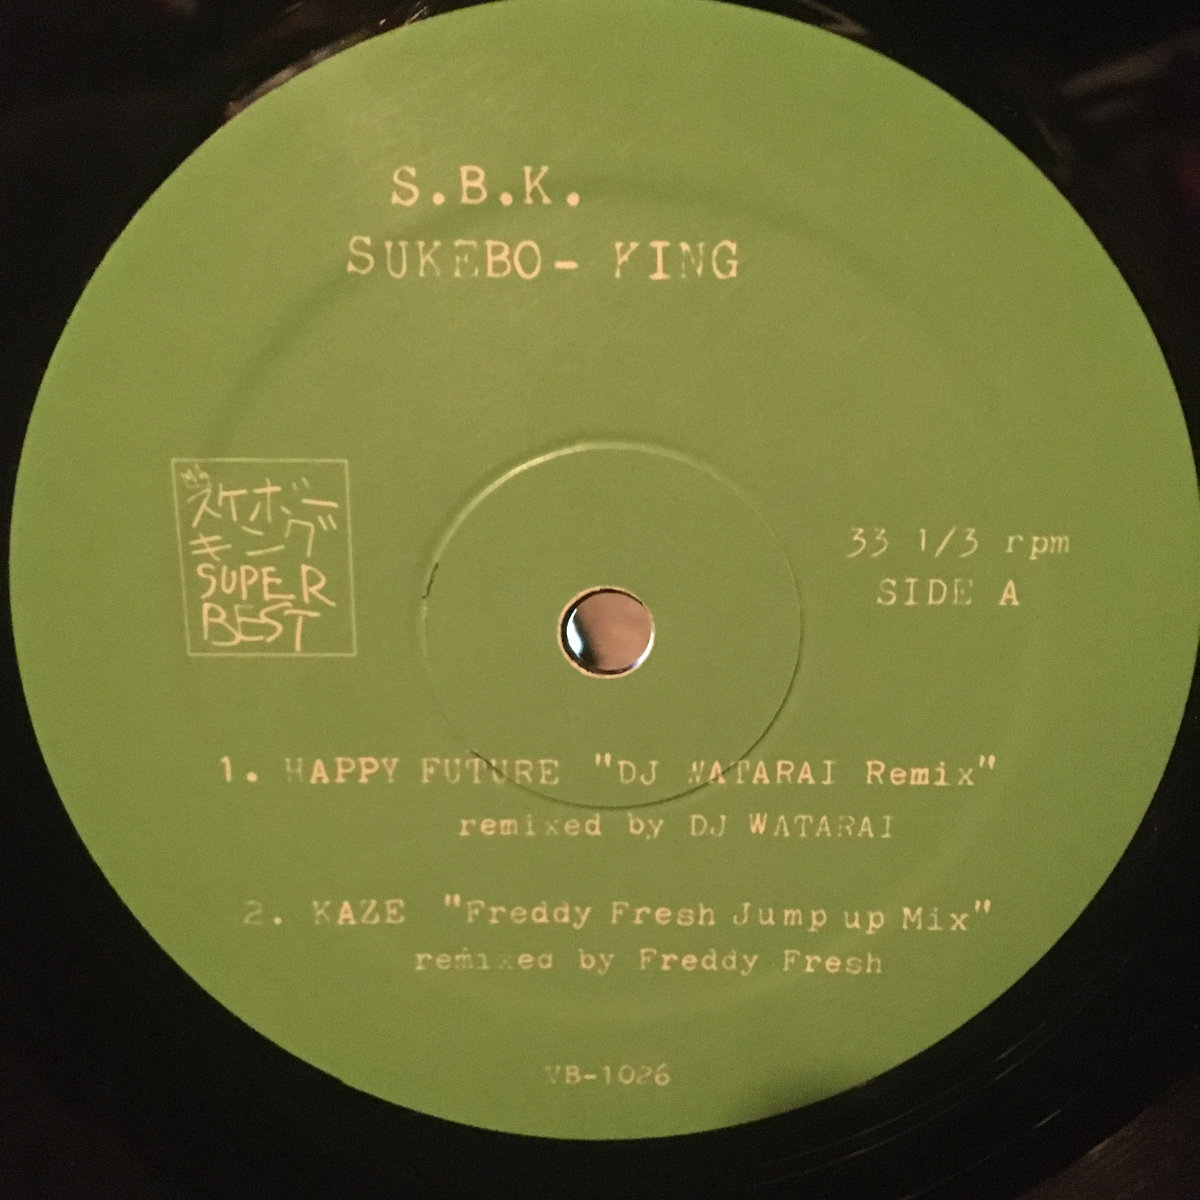 S.B.K.
SUKEBO- KING
スケボー
キング
SUPER
BEST
33 1/3 rpm
SIDE A
1. HAPPY FUTURE "DJ WATARAI Remix"
remixed by DJ WATARAI
2. KAZE "Freddy Fresh Jump up Mix"
remixed by Freddy Fresh
VB-1026